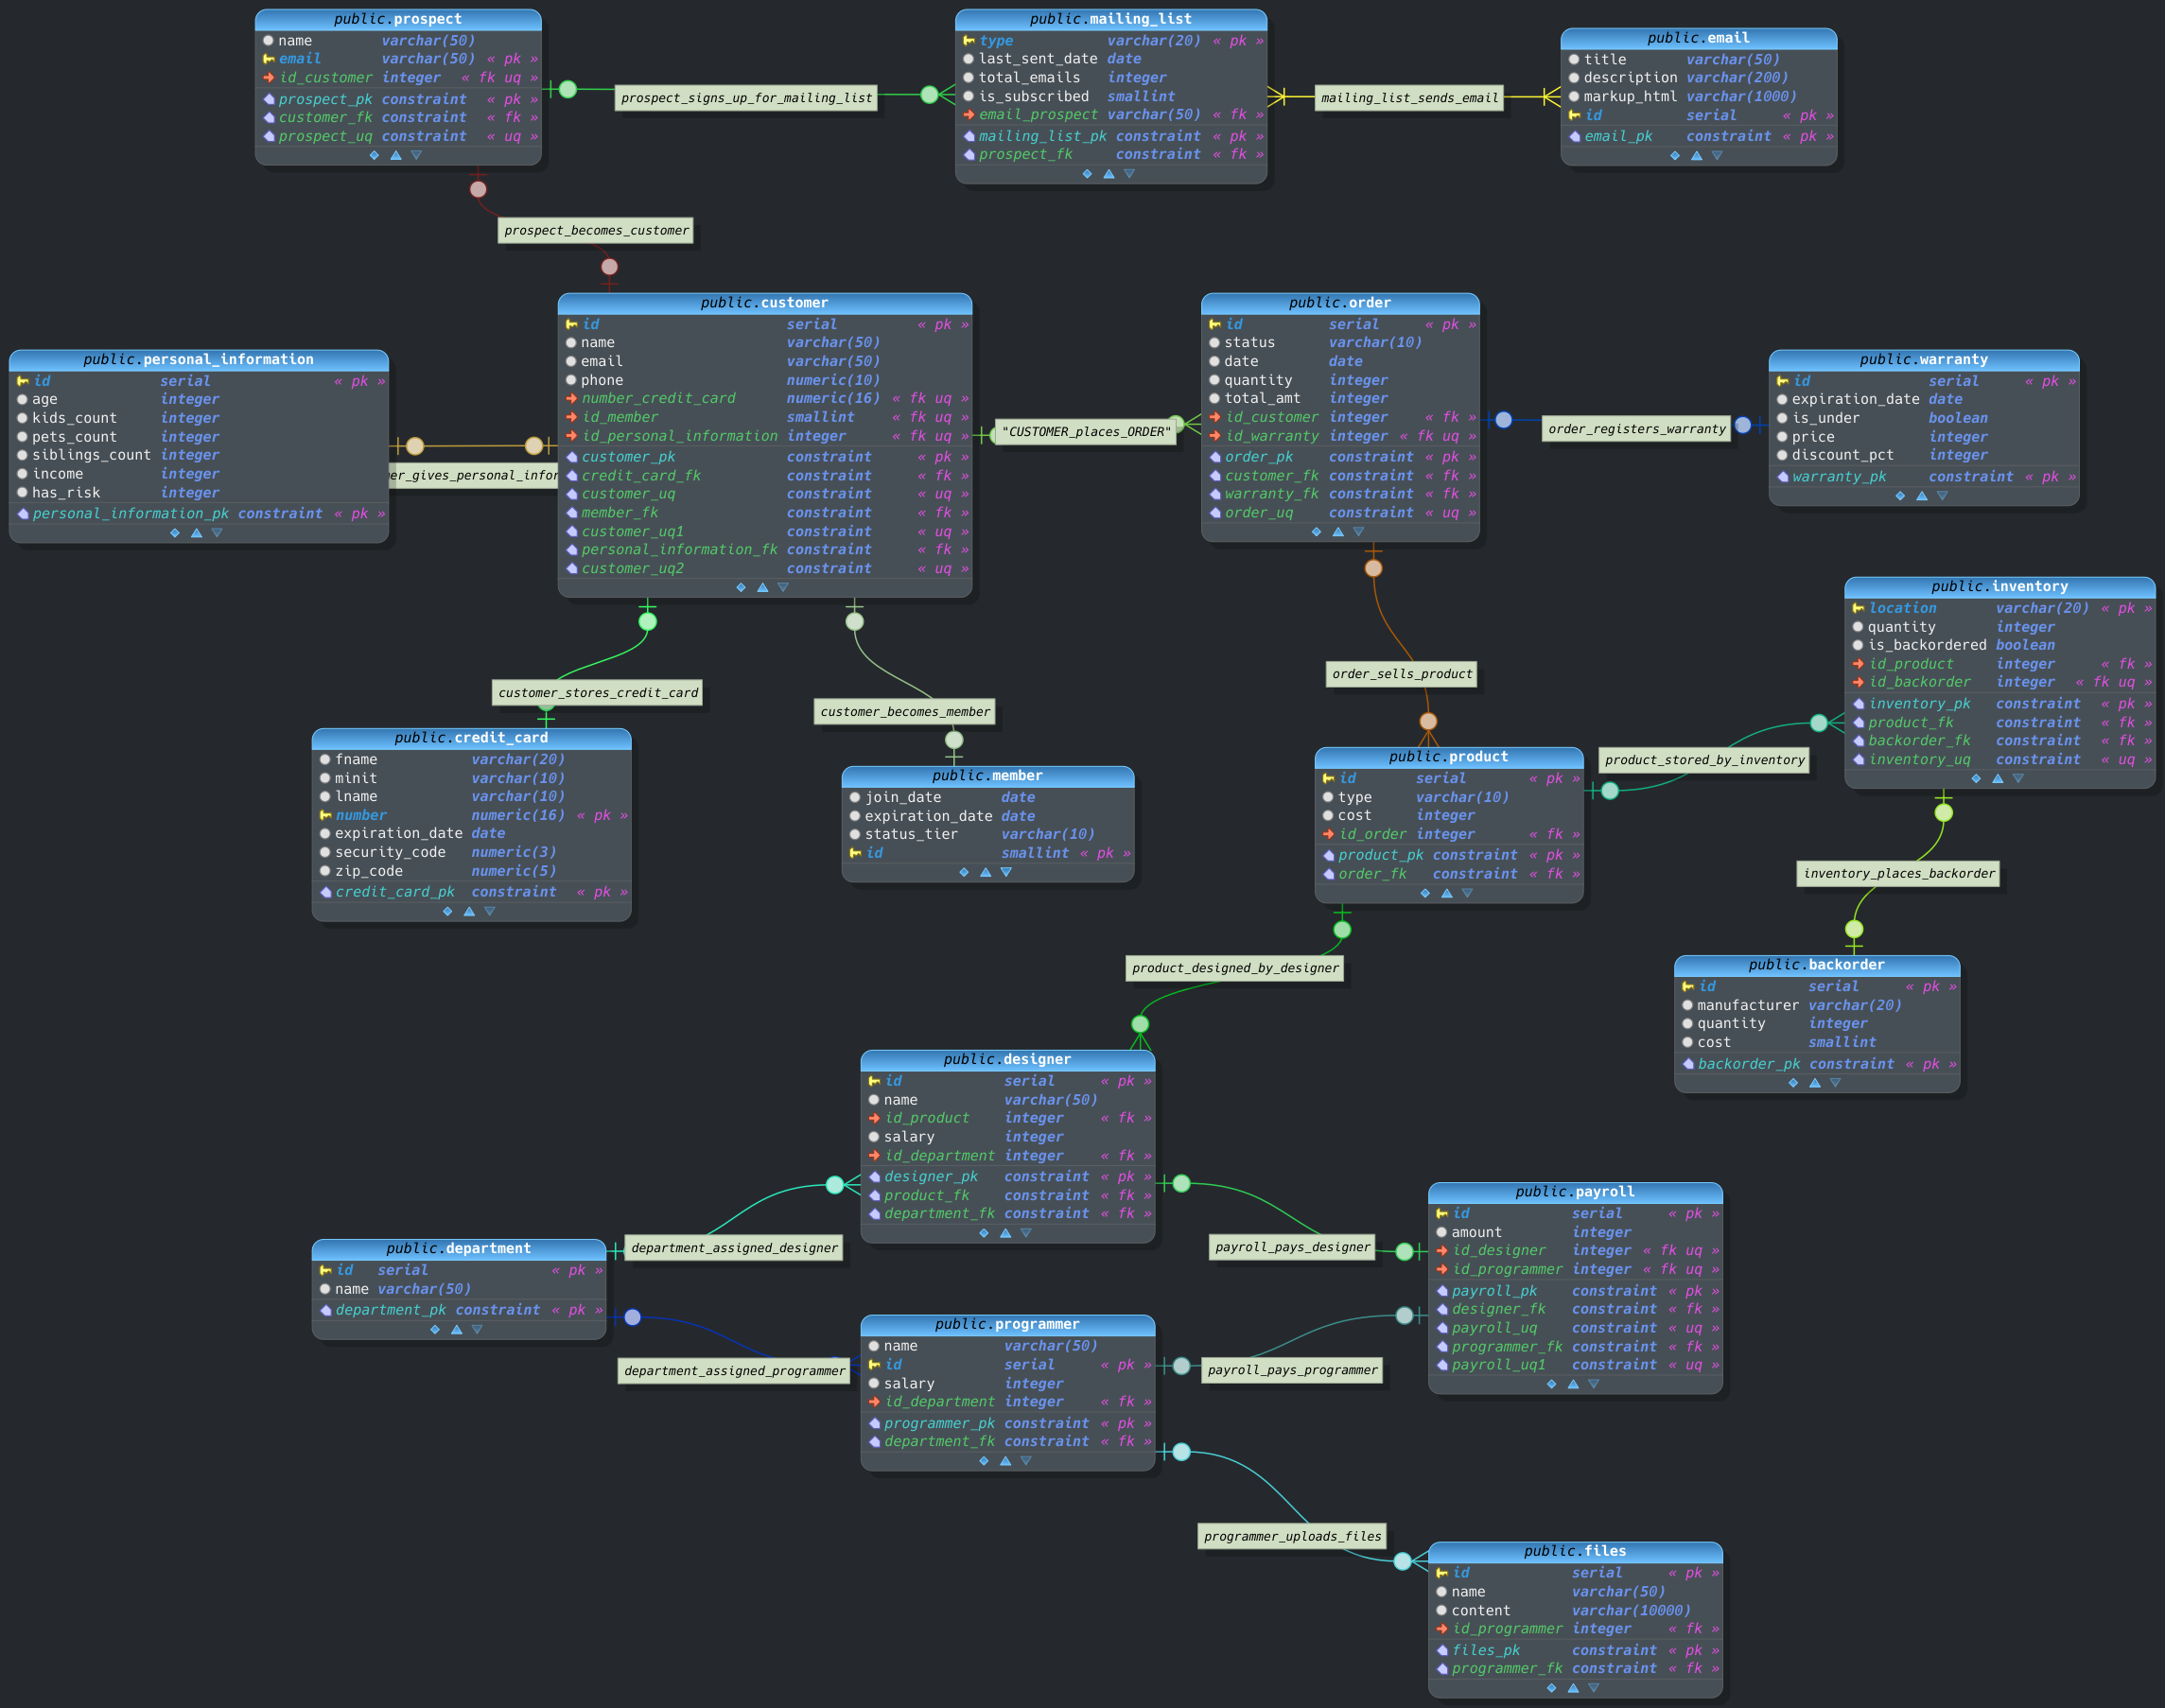 public.prospect
name varchar(50)
email varchar(50) « pk »
id_customer integer « fk uq »
prospect_pk constraint « pk »
customer_fk constraint « fk »
prospect_uq constraint « uq »
prospect_signs_up_for_mailing_list
public.mailing_list
type varchar(20) « pk »
last_sent_date date
total_emails integer
is_subscribed smallint
email_prospect varchar(50) « fk »
mailing_list_pk constraint « pk »
prospect_fk constraint « fk »
mailing_list_sends_email
public.email
title varchar(50)
description varchar(200)
markup_html varchar(1000)
id serial « pk »
email_pk constraint « pk »
prospect_becomes_customer
public.personal_information
id serial « pk »
age integer
kids_count integer
pets_count integer
siblings_count integer
income integer
has_risk integer
personal_information_pk constraint « pk »
er_gives_personal_infor
public.customer
id serial « pk »
name varchar(50)
email varchar(50)
phone numeric(10)
number_credit_card numeric(16) « fk uq »
id_member smallint « fk uq »
id_personal_information integer « fk uq »
customer_pk constraint « pk »
credit_card_fk constraint « fk »
customer_uq constraint « uq »
member_fk constraint « fk »
customer_uq1 constraint « uq »
personal_information_fk constraint « fk »
customer_uq2 constraint « uq »
"CUSTOMER_places_ORDER"
public.order
id serial « pk »
status varchar(10)
date date
quantity integer
total_amt integer
id_customer integer « fk »
id_warranty integer « fk uq »
order_pk constraint « pk »
customer_fk constraint « fk »
warranty_fk constraint « fk »
order_uq constraint « uq »
order_registers_warranty
public.warranty
id serial « pk »
expiration_date date
is_under boolean
price integer
discount_pct integer
warranty_pk constraint « pk »
public.inventory
location varchar(20) « pk »
quantity integer
is_backordered boolean
id_product integer « fk »
id_backorder integer « fk uq »
inventory_pk constraint « pk »
product_fk constraint « fk »
backorder_fk constraint « fk »
inventory_uq constraint « uq »
customer_stores_credit_card
customer_becomes_member
order_sells_product
product_stored_by_inventory
public.credit_card
fname varchar(20)
minit varchar(10)
lname varchar(10)
number numeric(16) « pk »
expiration_date date
security_code numeric(3)
zip_code numeric(5)
credit_card_pk constraint « pk »
public.member
join_date date
expiration_date date
status_tier varchar(10)
id smallint « pk »
public.product
id serial « pk »
type varchar(10)
cost integer
id_order integer « fk »
product_pk constraint « pk »
order_fk constraint « fk »
inventory_places_backorder
product_designed_by_designer
public.backorder
id serial « pk »
manufacturer varchar(20)
quantity integer
cost smallint
backorder_pk constraint « pk »
public.designer
id serial « pk »
name varchar(50)
id_product integer « fk »
salary integer
id_department integer « fk »
designer_pk constraint « pk »
product_fk constraint « fk »
department_fk constraint « fk »
department_assigned_designer
payroll_pays_designer
public.department
id serial « pk »
name varchar(50)
department_pk constraint « pk »
public.payroll
id serial « pk »
amount integer
id_designer integer « fk uq »
id_programmer integer « fk uq »
payroll_pk constraint « pk »
designer_fk constraint « fk »
payroll_uq constraint « uq »
programmer_fk constraint « fk »
payroll_uq1 constraint « uq »
department_assigned_programmer
public.programmer
name varchar(50)
id serial « pk »
salary integer
id_department integer « fk »
programmer_pk constraint « pk »
department_fk constraint « fk »
payroll_pays_programmer
programmer_uploads_files
public.files
id serial « pk »
name varchar(50)
content varchar(10000)
id_programmer integer « fk »
files_pk constraint « pk »
programmer_fk constraint « fk »